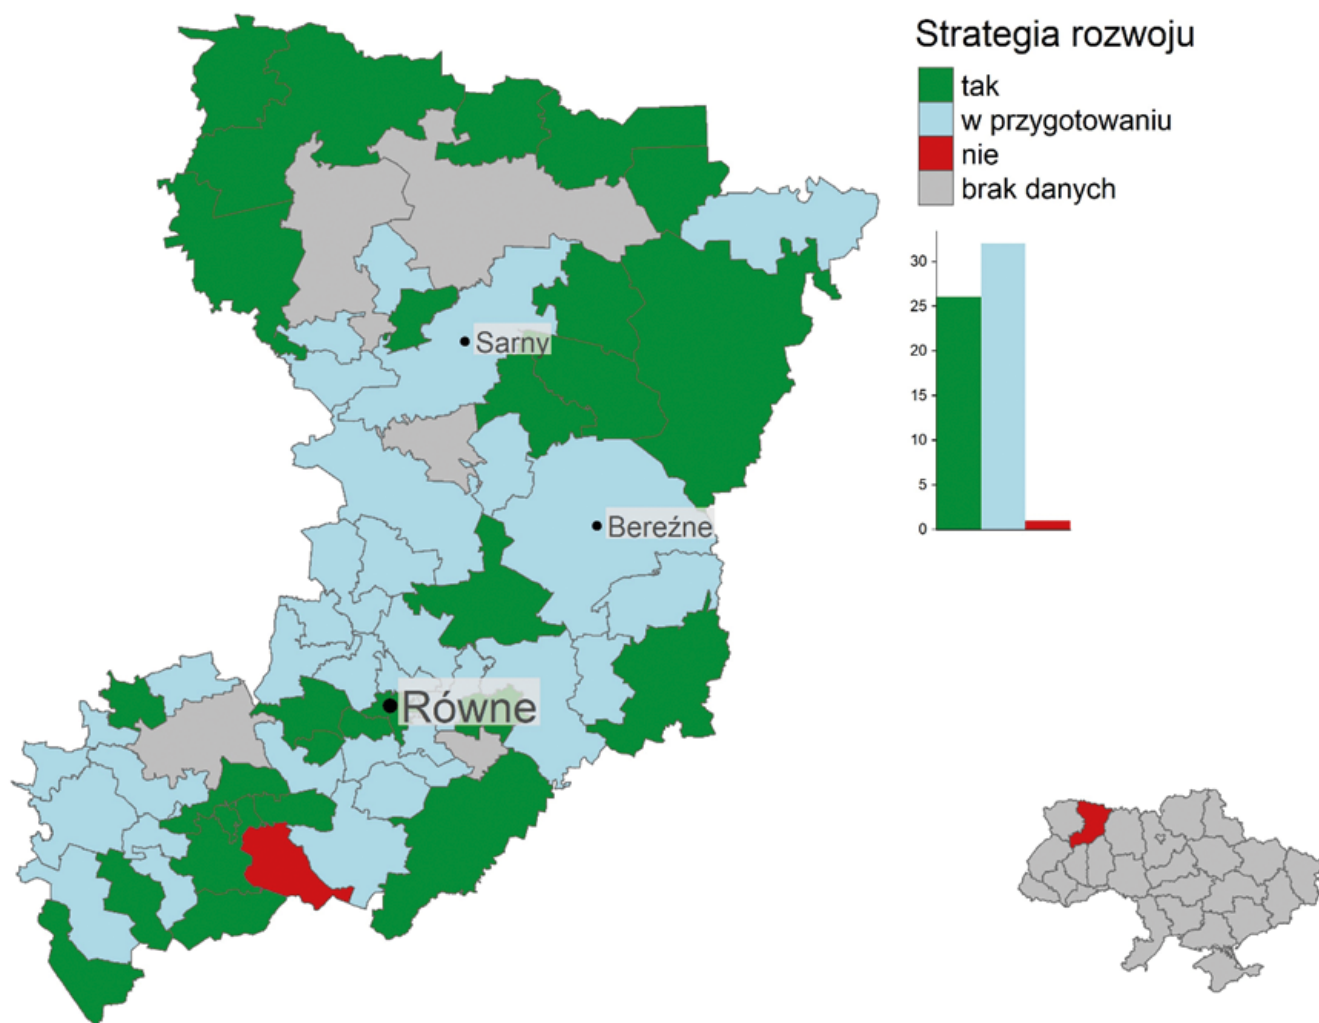 Strategia rozwoju
tak
w przygotowaniu
nie
brak danych
30
25
20
15
10
5
0
Sarny
Bereźne
Równe